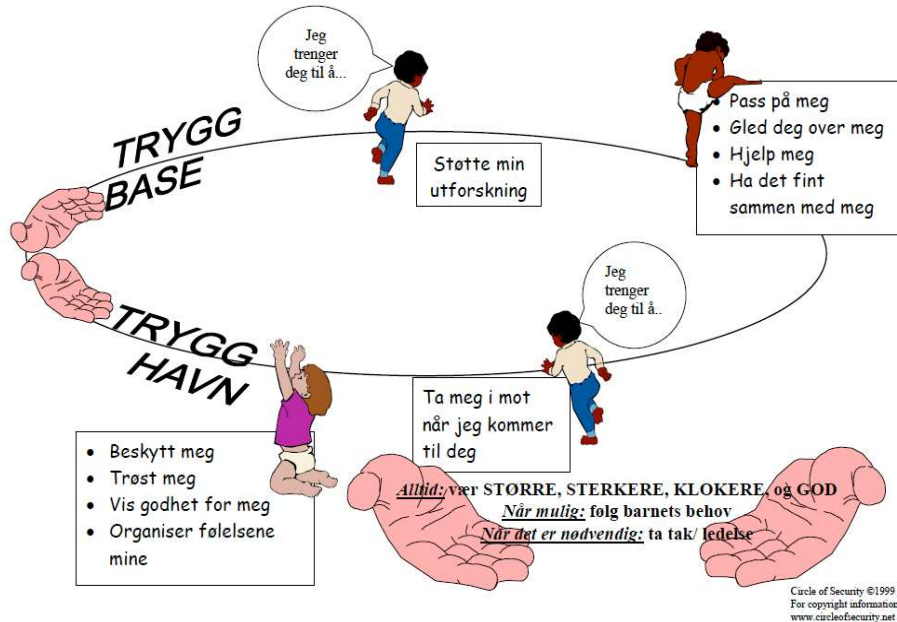 Jeg
trenger
deg til å...
TRYGG
BASE
Støtte min
utforskning
• Pass på meg
• Gled deg over meg
• Hjelp meg
• Ha det fint
sammen med meg
Jeg
trenger
deg til å..
TRYGG
HAVN
Ta meg i mot
når jeg kommer
til deg
• Beskytt meg
• Trøst meg
• Vis godhet for meg
• Organiser følelsene
mine
Alltid: vær STØRRE, STERKERE, KLOKERE, og GOD
Når mulig: følg barnets behov
Når det er nødvendig: ta tak/ ledelse
Circle of Security ©1999
For copyright information
www.circleofsecurity.net